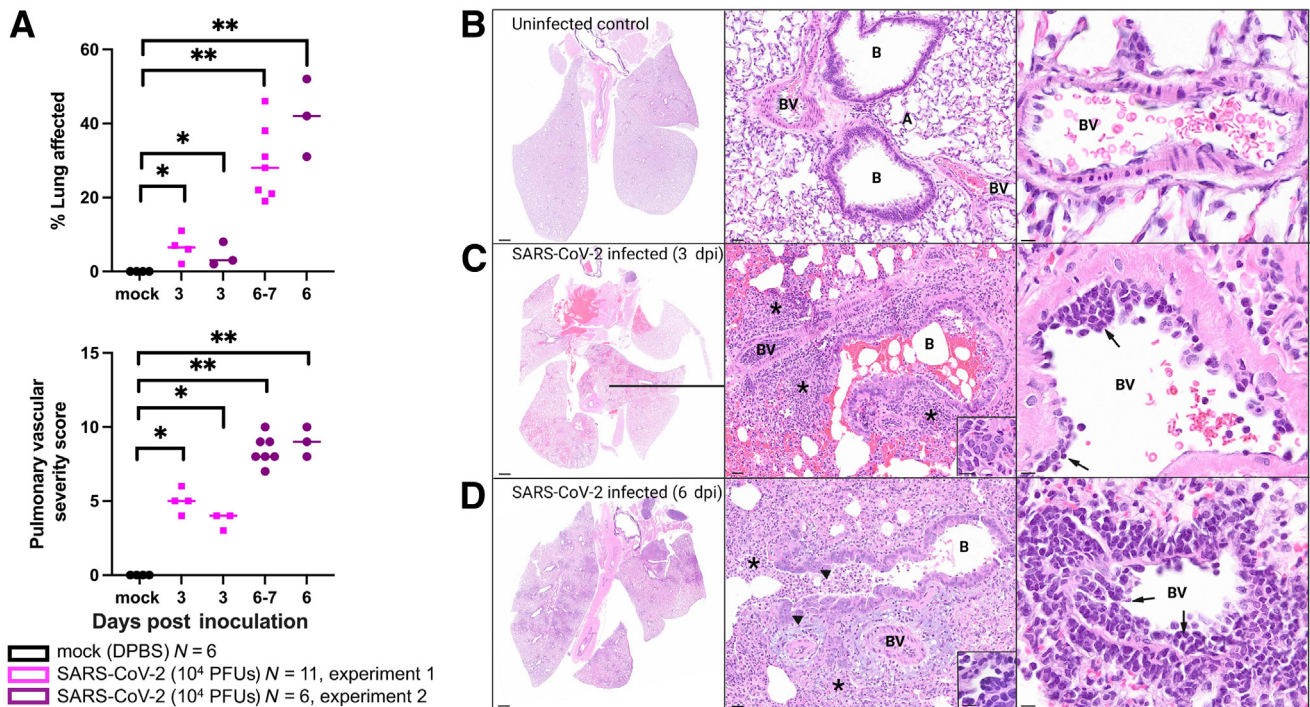 A
** 
**
*
*
60
40
20
0
% Lung affected
mock 3 3 6-7 6
**
**
*
*
15
10
5
0
Pulmonary vascular
severity score
mock 3 3 6-7 6
Days post inoculation
mock (DPBS) N = 6
SARS-CoV-2 (10⁴ PFUs) N = 11, experiment 1
SARS-CoV-2 (10⁴ PFUs) N = 6, experiment 2
B
Uninfected control
B
BV
A
B
BV
BV
C
SARS-CoV-2 infected (3 dpi)
*
BV
B
*
*
BV
D
SARS-CoV-2 infected (6 dpi)
B
*
BV
*
BV